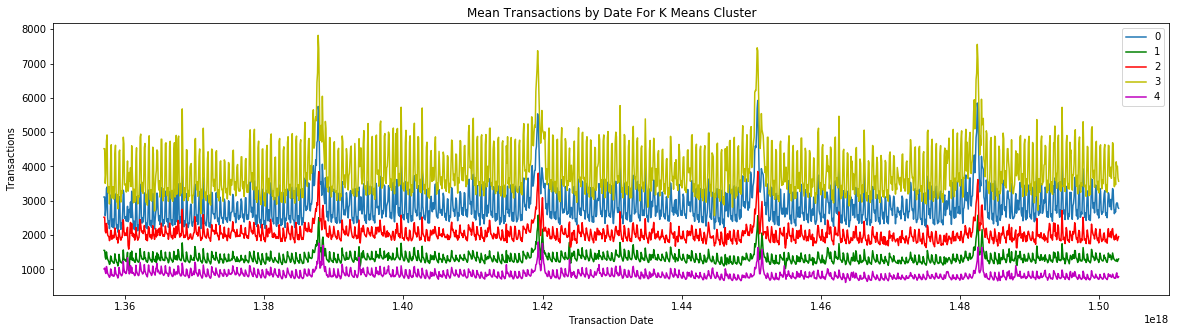 Mean Transactions by Date For K Means Cluster
8000
7000
6000
5000
4000
3000
2000
1000
Transactions
0
1
2
3
4
1.36 1.38 1.40 1.42 1.44 1.46 1.48 1.50
1e18
Transaction Date